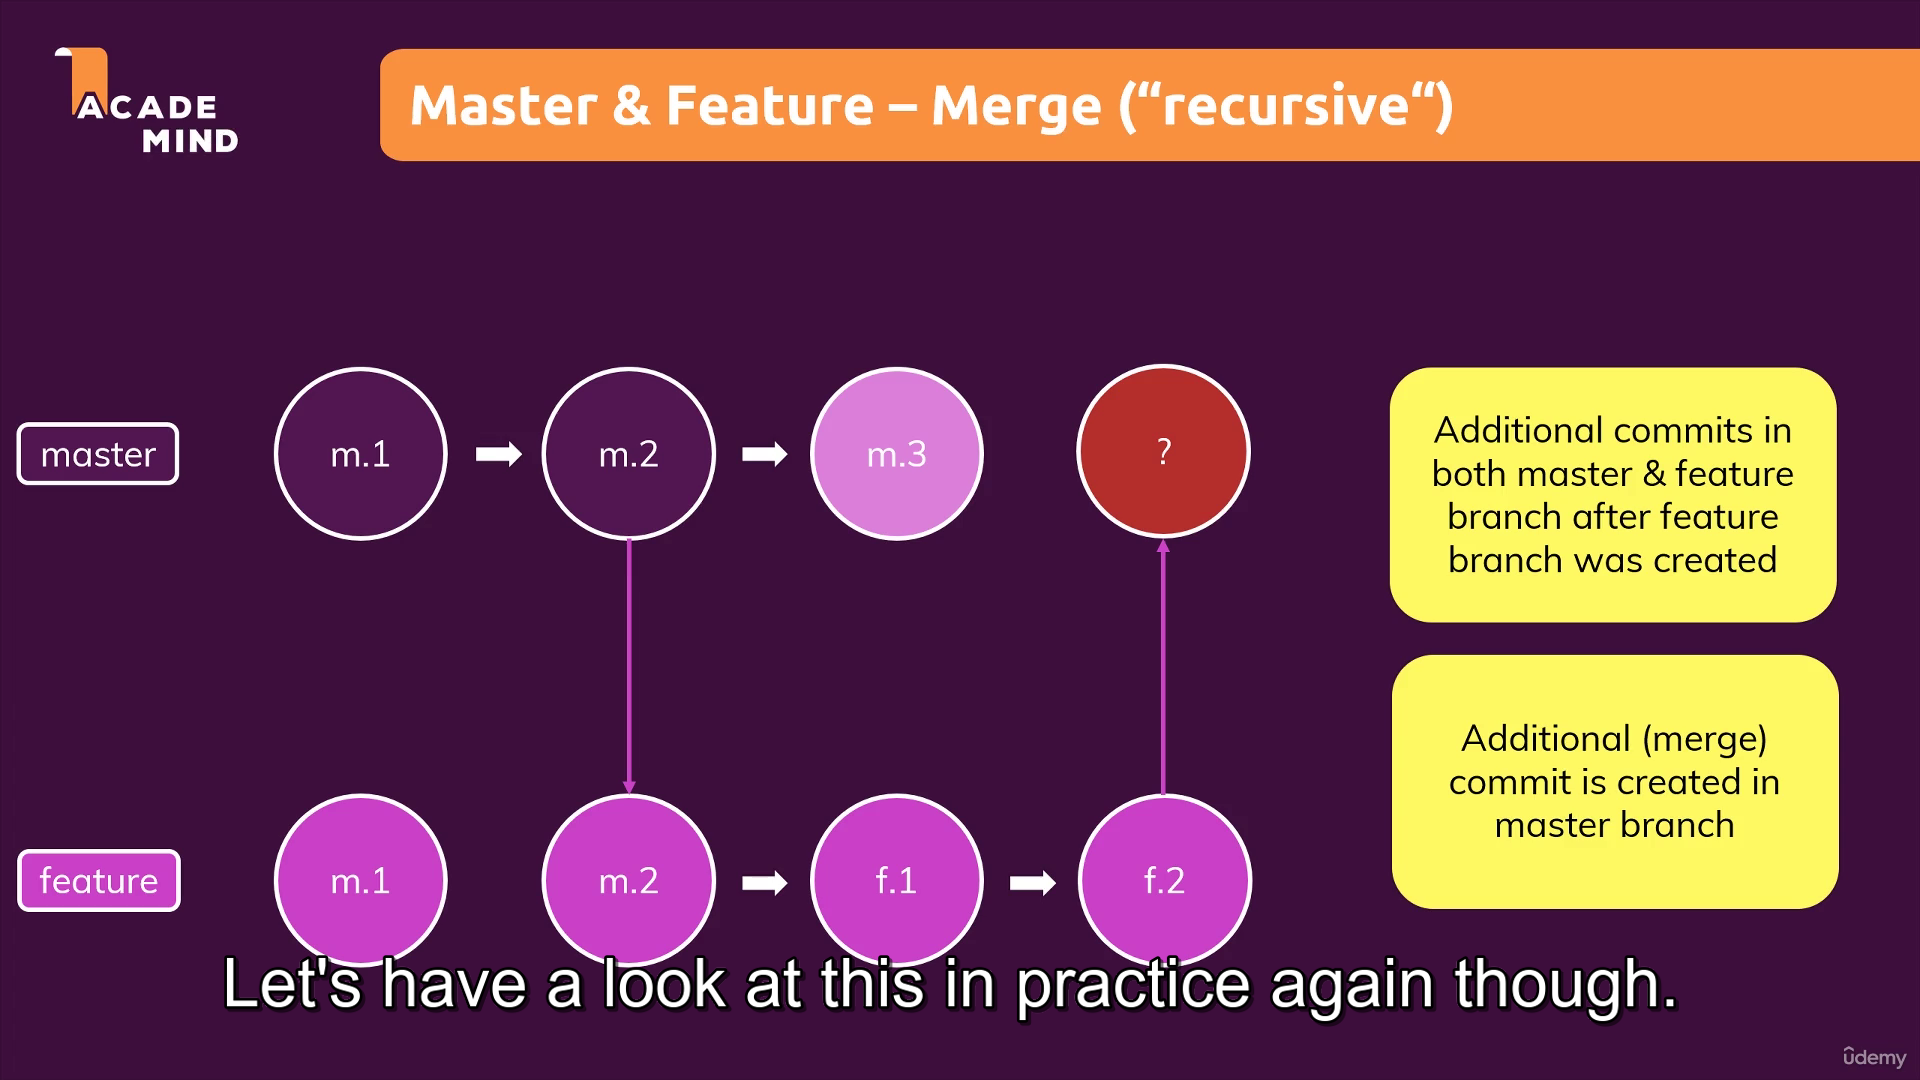 ACADE
MIND
Master & Feature – Merge (“recursive“)
master
m.1
m.2
m.3
?
Additional commits in
both master & feature
branch after feature
branch was created
Additional (merge)
commit is created in
master branch
feature
m.1
m.2
f.1
f.2
Let's have a look at this in practice again though.
ûdemy